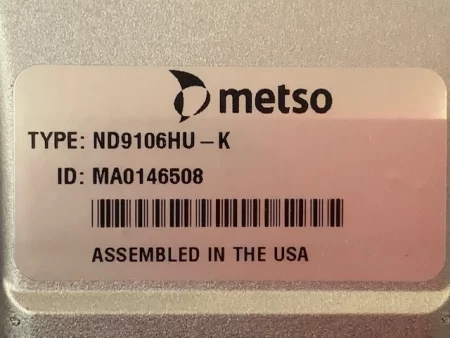 metso
TYPE: ND9106HU – K
ID: MA0146508
ASSEMBLED IN THE USA